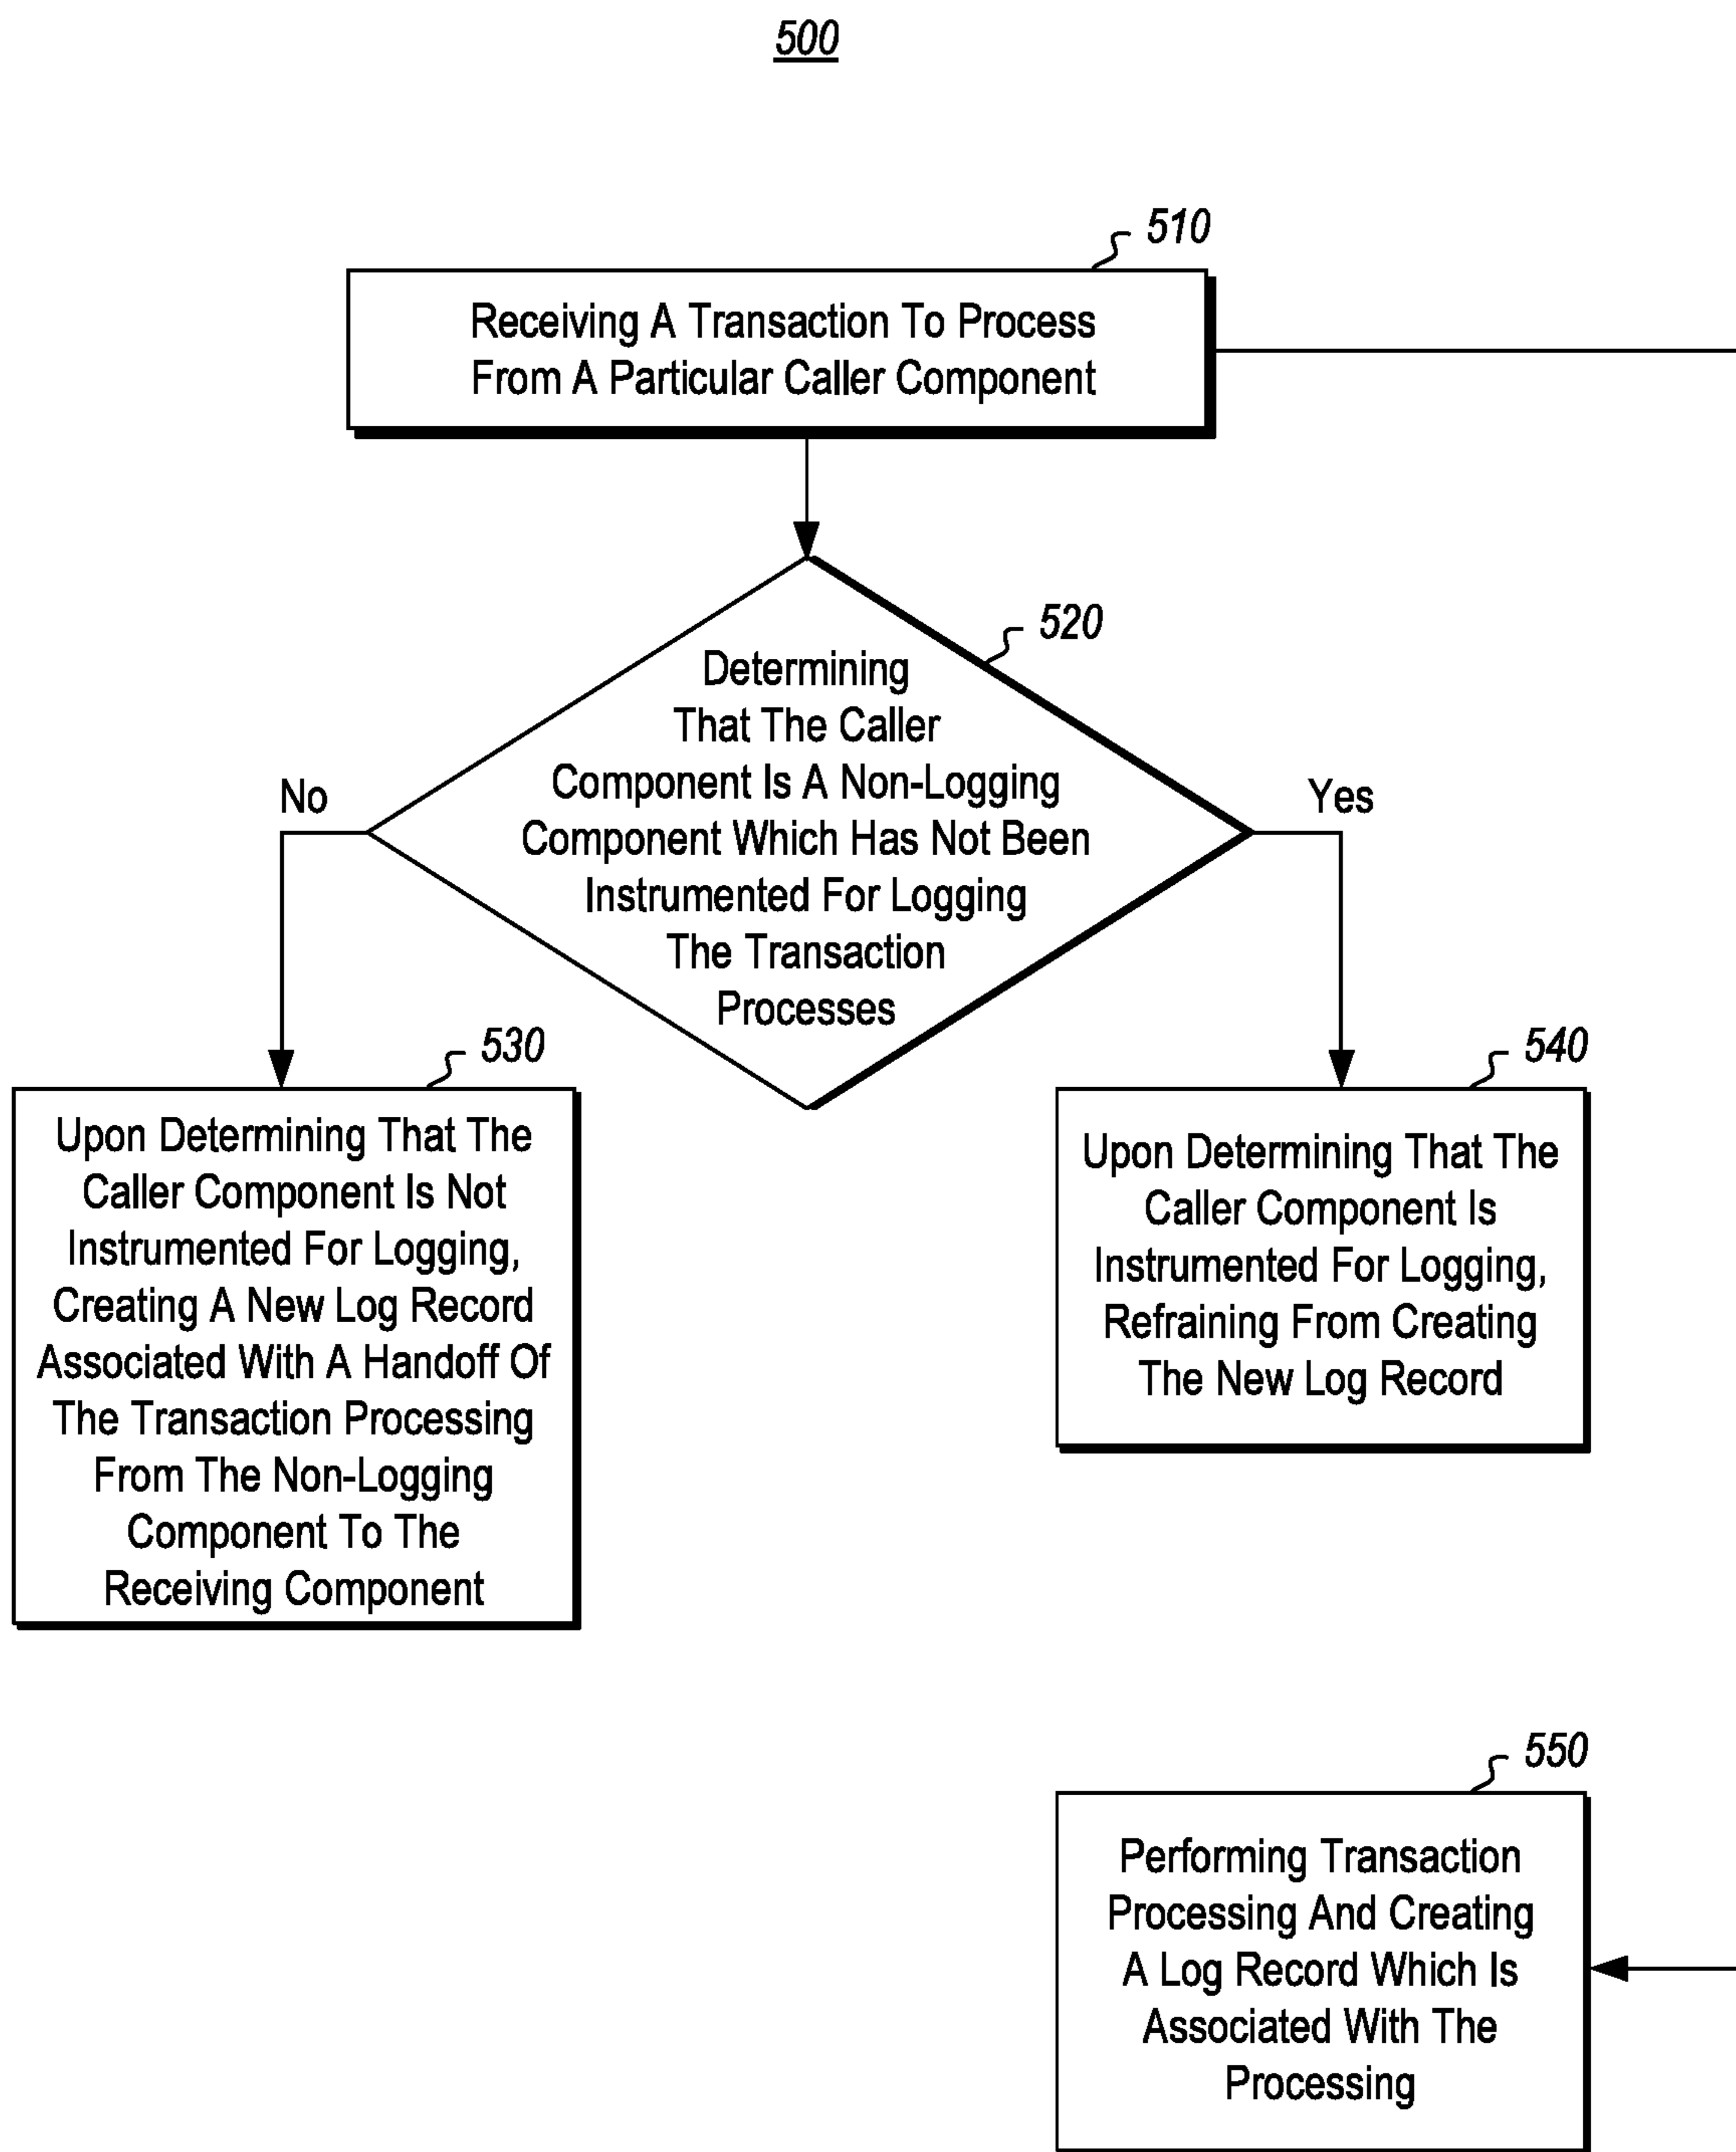 500
510
Receiving A Transaction To Process
From A Particular Caller Component
520
Determining
That The Caller
Component Is A Non-Logging
Component Which Has Not Been
Instrumented For Logging
The Transaction
Processes
No
Yes
530
Upon Determining That The
Caller Component Is Not
Instrumented For Logging,
Creating A New Log Record
Associated With A Handoff Of
The Transaction Processing
From The Non-Logging
Component To The
Receiving Component
540
Upon Determining That The
Caller Component Is
Instrumented For Logging,
Refraining From Creating
The New Log Record
550
Performing Transaction
Processing And Creating
A Log Record Which Is
Associated With The
Processing